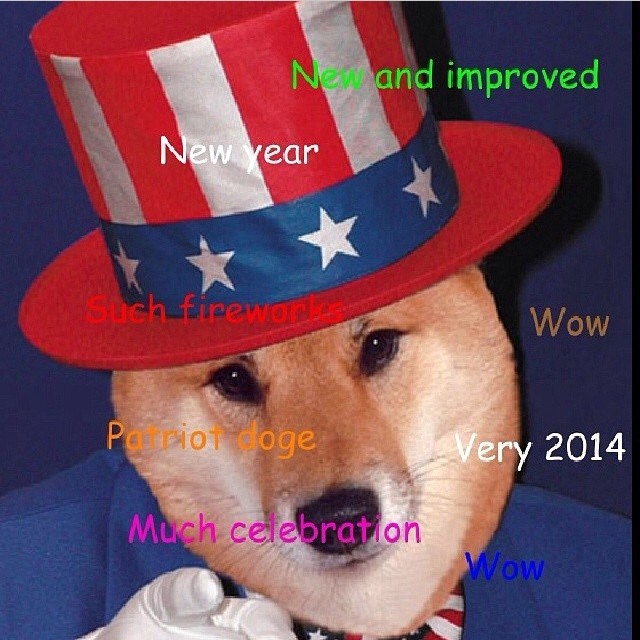 New and improved
New year
Such fireworks
Wow
Patriot doge
Very 2014
Much celebration
Wow